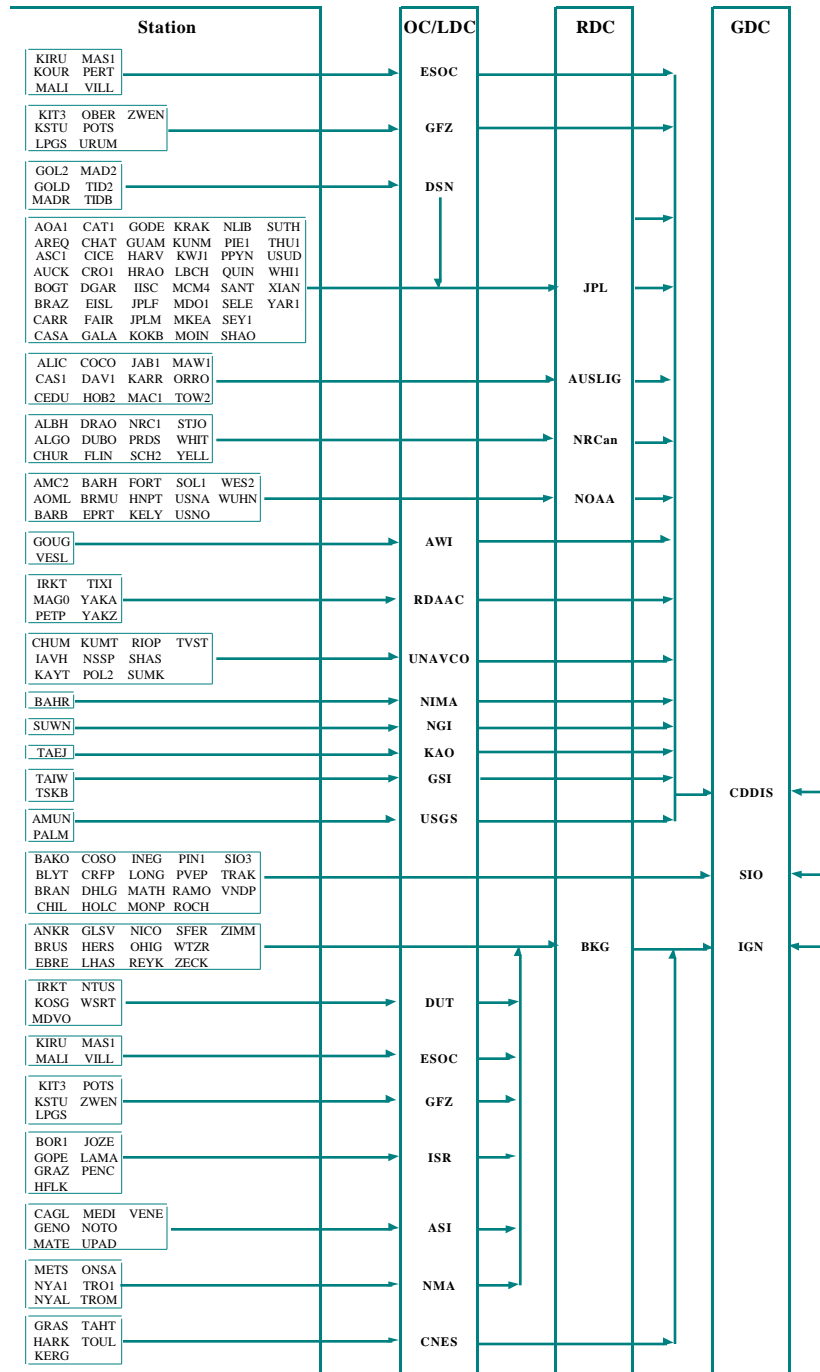 Station OC/LDC RDC GDC
KIRU MAS1
KOUR PERT ESOC
MALI VILL
KIT3 OBER ZWEN
KSTU POTS GFZ
LPGS URUM
GOL2 MAD2
GOLD TID2 DSN
MADR TIDB
AOA1 CAT1 GODE KRAK NLIB SUTH
AREQ CHAT GUAM KUNM PIE1 THU1
ASC1 CICE HARV KWJ1 PPYN USUD
AUCK CRO1 HRAO LBCH QUIN WHI1
BOGT DGAR IISC MCM4 SANT XIAN JPL
BRAZ EISL JPLF MDO1 SELE YAR1
CARR FAIR JPLM MKEA SEY1
CASA GALA KOKB MOIN SHAO
ALIC COCO JAB1 MAW1
CAS1 DAV1 KARR ORRO AUSLIG
CEDU HOB2 MAC1 TOW2
ALBH DRAO NRC1 STJO
ALGO DUBO PRDS WHIT NRCan
CHUR FLIN SCH2 YELL
AMC2 BARH FORT SOL1 WES2
AOML BRMU HNPT USNA WUHN NOAA
BARB EPRT KELY USNO
GOUG AWI
VESL
IRKT TIXI
MAG0 YAKA RDAAC
PETP YAKZ
CHUM KUMT RIOP TVST
IAVH NSSP SHAS UNAVCO
KAYT POL2 SUMK
BAHR NIMA
SUWN NGI
TAEJ KAO
TAIW GSI
TSKB CDDIS
AMUN USGS
PALM
BAKO COSO INEG PIN1 SIO3
BLYT CRFP LONG PVEP TRAK SIO
BRAN DHLG MATH RAMO VNDP
CHIL HOLC MONP ROCH
ANKR GLSV NICO SFER ZIMM
BRUS HERS OHIG WTZR BKG IGN
EBRE LHAS REYK ZECK
IRKT NTUS
KOSG WSRT DUT
MDVO
KIRU MAS1
MALI VILL ESOC
KIT3 POTS
KSTU ZWEN GFZ
LPGS
BOR1 JOZE
GOPE LAMA ISR
GRAZ PENC
HFLK
CAGL MEDI VENE
GENO NOTO ASI
MATE UPAD
METS ONSA
NYA1 TRO1 NMA
NYAL TROM
GRAS TAHT
HARK TOUL CNES
KERG